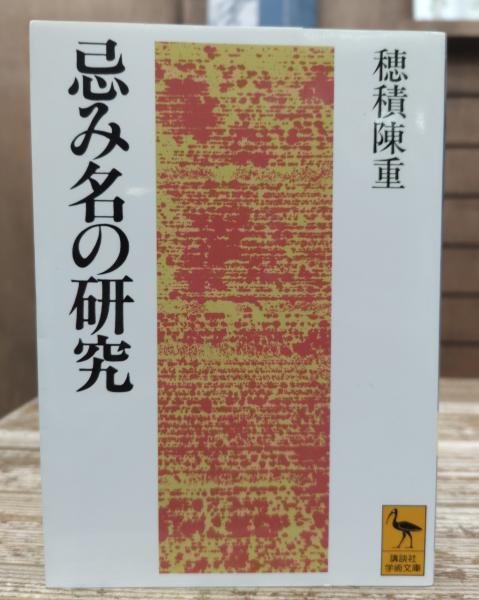 穂積陳重
忌み名の研究
講談社
学術文庫